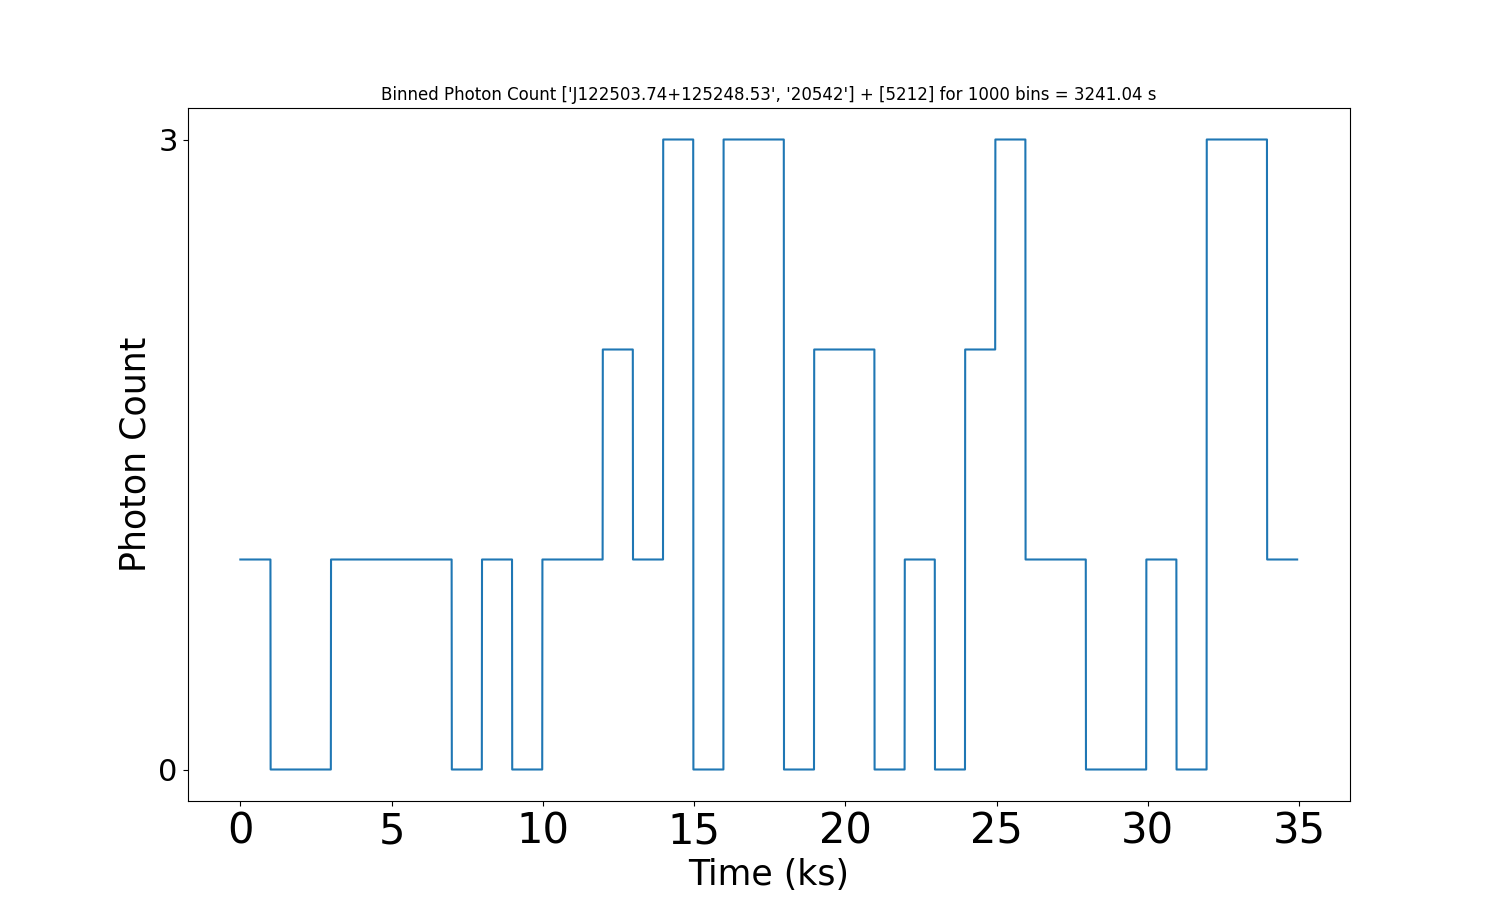 Binned Photon Count ['J122503.74+125248.53', '20542'] + [5212] for 1000 bins = 3241.04 s
3
Photon Count
0
0 5 10 15 20 25 30 35
Time (ks)